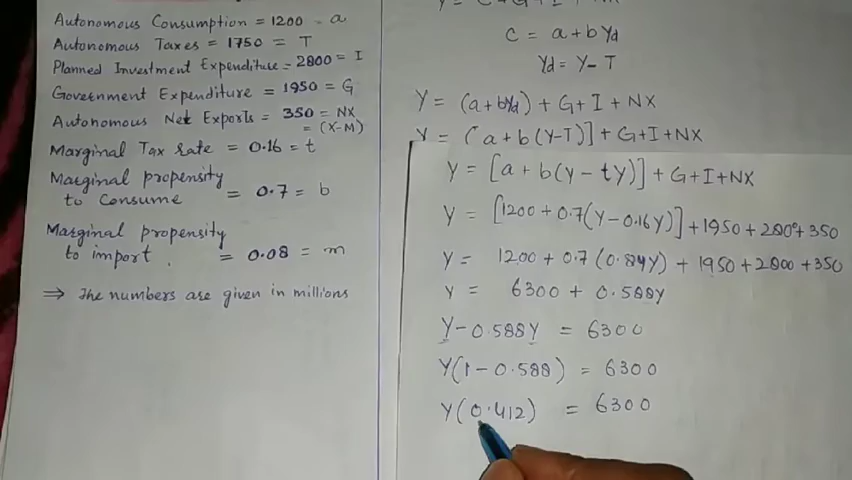 Autonomous Consumption = 1200 = a
Autonomous Taxes = 1750 = T
Planned Investment Expenditure = 2800 = I
Government Expenditure = 1950 = G
Autonomous Net Exports = 350 = NX
= (X-M)
Marginal Tax rate = 0.16 = t
Marginal propensity
to Consume = 0.7 = b
Marginal propensity
to import. = 0.08 = m
⇒ The numbers are given in millions
Y = C+G+I+NX
C = a + b Yd
Yd = Y - T
Y = (a+bYd) + G + I + NX
Y = (a + b(Y-T)] + G+I+NX
Y = [a + b(Y - tY)] + G+I+NX
Y = [1200 + 0.7(Y-0.16Y)] + 1950 + 2800 + 350
Y = 1200 + 0.7 (0.84Y) + 1950 + 2800 + 350
Y = 6300 + 0.588Y
Y - 0.588Y = 6300
Y(1 - 0.588) = 6300
Y(0.412) = 6300